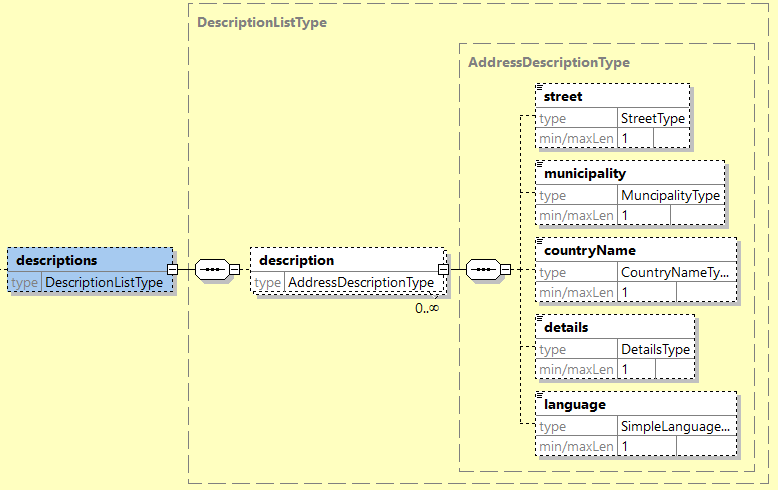 DescriptionListType
AddressDescriptionType
street
type StreetType
min/maxLen 1
municipality
type MuncipalityType
min/maxLen 1
descriptions
type DescriptionListType
description
type AddressDescriptionType
0..∞
countryName
type CountryNameTy...
min/maxLen 1
details
type DetailsType
min/maxLen 1
language
type SimpleLanguage...
min/maxLen 1